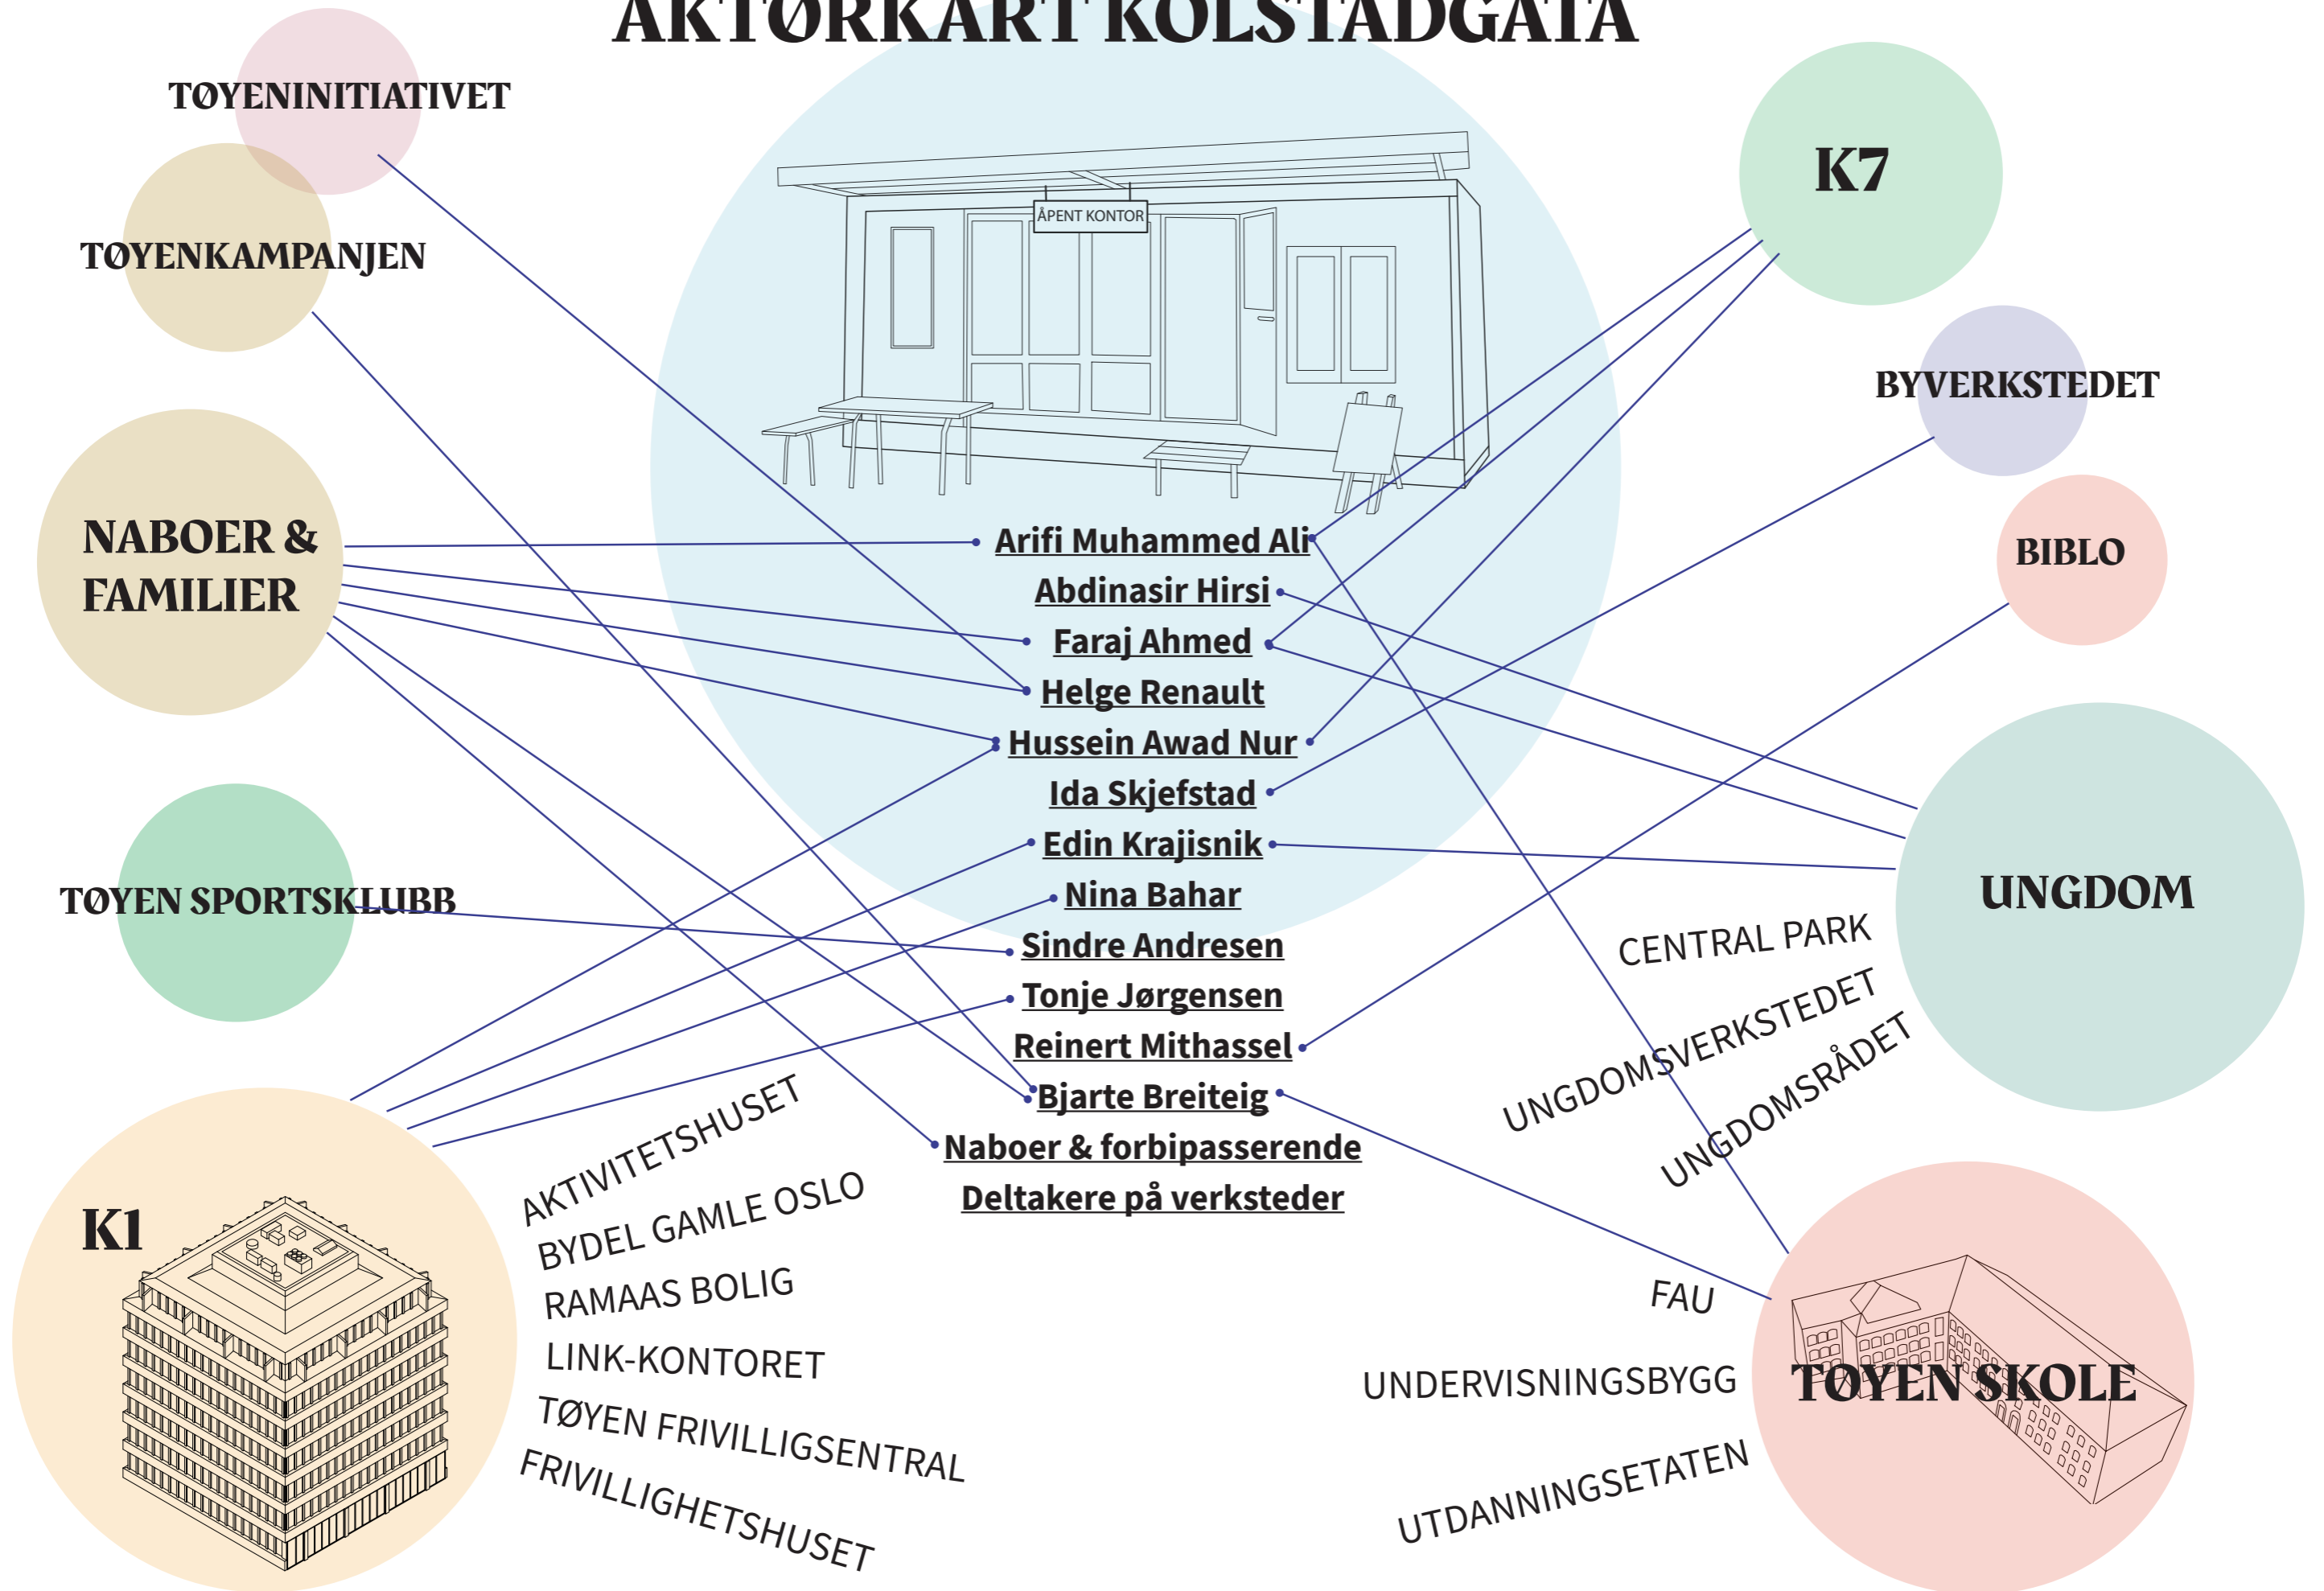 AKTØRKART KOLSTADGATA
TØYENINITIATIVET
TØYENKAMPANJEN
NABOER &
FAMILIER
TØYEN SPORTSKLUBB
K1
AKTIVITETSHUSET
BYDEL GAMLE OSLO
RAMAAS BOLIG
LINK-KONTORET
TØYEN FRIVILLIGSENTRAL
FRIVILLIGHETSHUSET
ÅPENT KONTOR
Arifi Muhammed Ali
Abdinasir Hirsi
Faraj Ahmed
Helge Renault
Hussein Awad Nur
Ida Skjefstad
Edin Krajisnik
Nina Bahar
Sindre Andresen
Tonje Jørgensen
Reinert Mithassel
Bjarte Breiteig
Naboer & forbipasserende
Deltakere på verksteder
K7
BYVERKSTEDET
BIBLO
UNGDOM
CENTRAL PARK
UNGDOMSVERKSTEDET
UNGDOMSRÅDET
FAU
UNDERVISNINGSBYGG
UTDANNINGSETATEN
TØYEN SKOLE